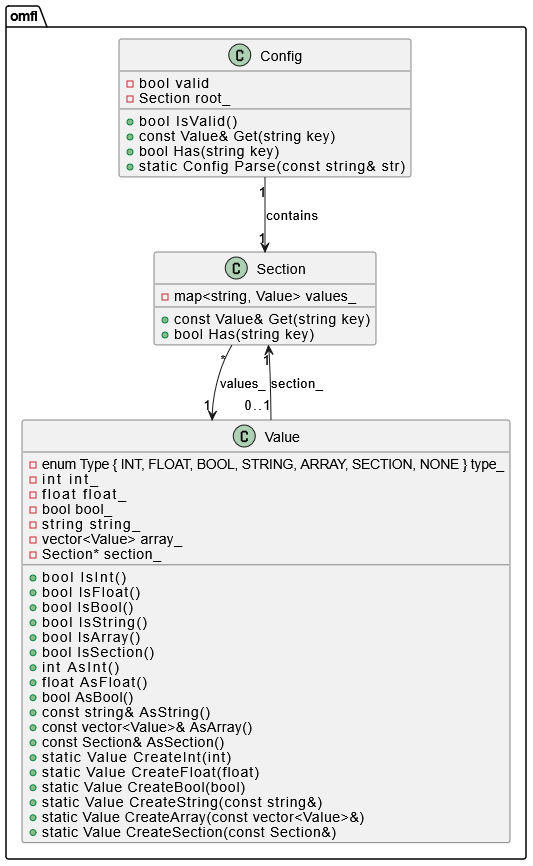 omfl
C Config
bool valid
Section root_
bool IsValid()
const Value& Get(string key)
bool Has(string key)
static Config Parse(const string& str)
1
contains
1
C Section
map<string, Value> values_
const Value& Get(string key)
bool Has(string key)
* 1
values_ section_
1 0..1
C Value
enum Type { INT, FLOAT, BOOL, STRING, ARRAY, SECTION, NONE } type_
int int_
float float_
bool bool_
string string_
vector<Value> array_
Section* section_
bool IsInt()
bool IsFloat()
bool IsBool()
bool IsString()
bool IsArray()
bool IsSection()
int AsInt()
float AsFloat()
bool AsBool()
const string& AsString()
const vector<Value>& AsArray()
const Section& AsSection()
static Value CreateInt(int)
static Value CreateFloat(float)
static Value CreateBool(bool)
static Value CreateString(const string&)
static Value CreateArray(const vector<Value>&)
static Value CreateSection(const Section&)